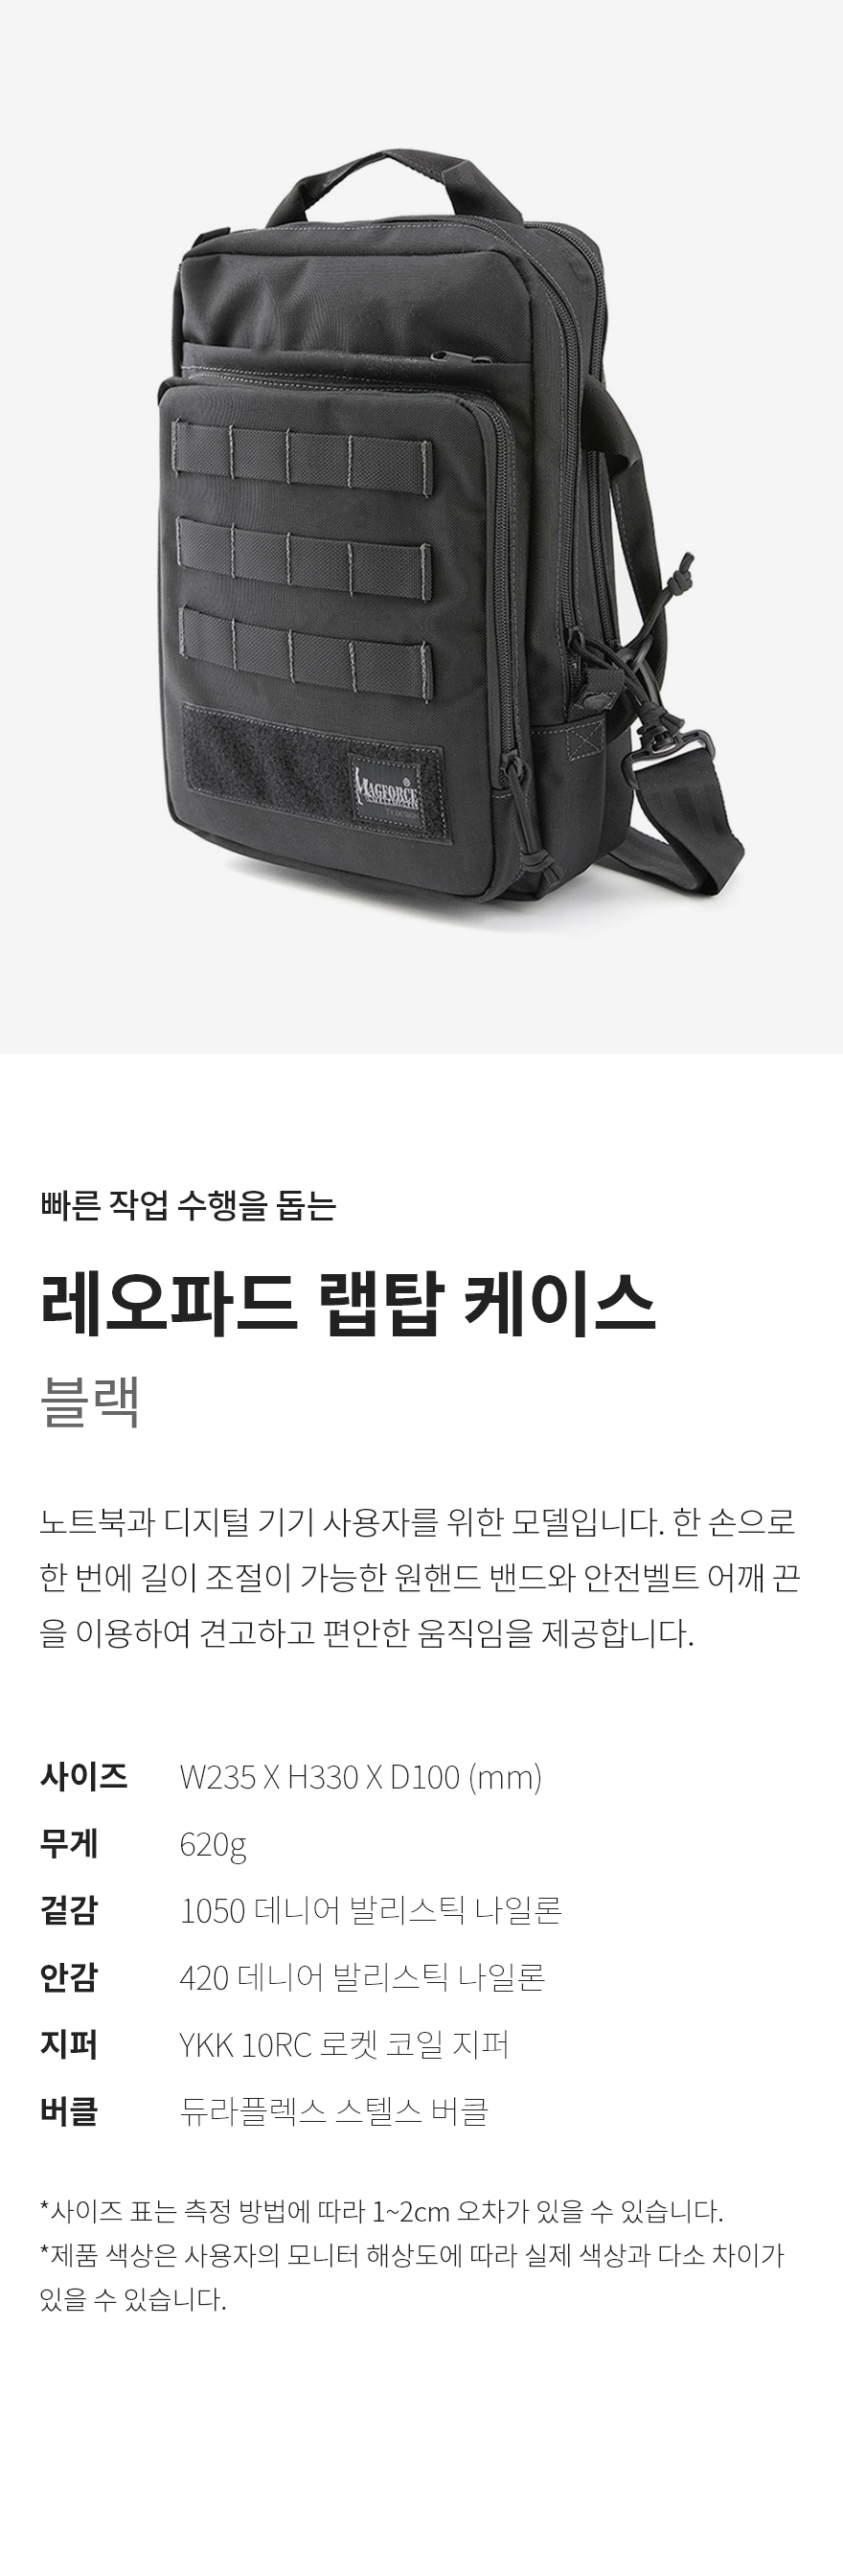 MAGFORCE
빠른 작업 수행을 돕는
레오파드 랩탑 케이스
블랙
노트북과 디지털 기기 사용자를 위한 모델입니다. 한 손으로
한 번에 길이 조절이 가능한 원핸드 밴드와 안전벨트 어깨 끈
을 이용하여 견고하고 편안한 움직임을 제공합니다.
사이즈 W235 X H330 X D100 (mm)
무게 620g
겉감 1050 데니어 발리스틱 나일론
안감 420 데니어 발리스틱 나일론
지퍼 YKK 10RC 로켓 코일 지퍼
버클 듀라플렉스 스텔스 버클
*사이즈 표는 측정 방법에 따라 1~2cm 오차가 있을 수 있습니다.
*제품 색상은 사용자의 모니터 해상도에 따라 실제 색상과 다소 차이가
있을 수 있습니다.